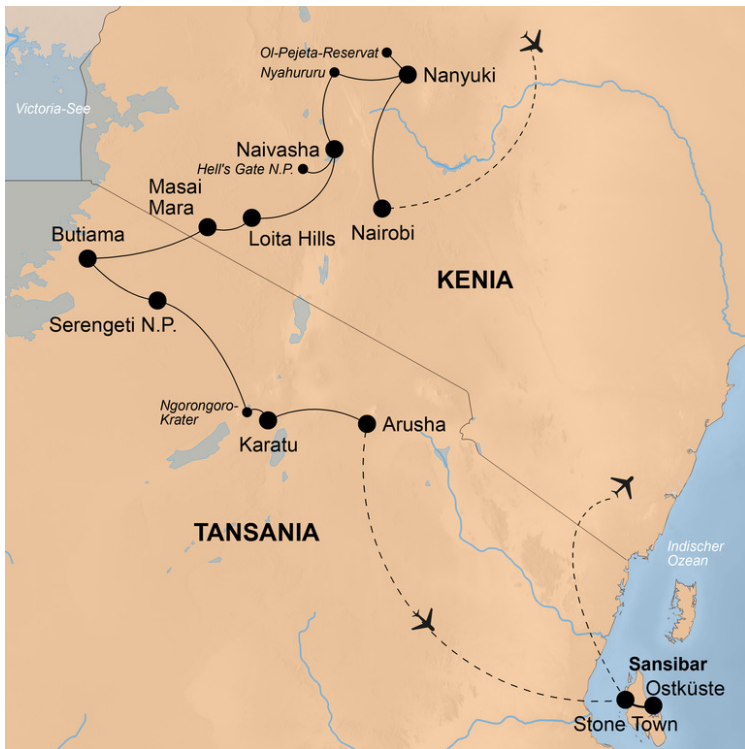 Ol-Pejeta-Reservat
Nyahururu
Nanyuki
Victoria-See
Naivasha
Hell's Gate N.P.
Masai
Mara
Butiama
Loita Hills
Nairobi
KENIA
Serengeti N.P.
Ngorongoro-
Krater
Karatu
Arusha
TANSANIA
Indischer
Ozean
Sansibar
Ostküste
Stone Town